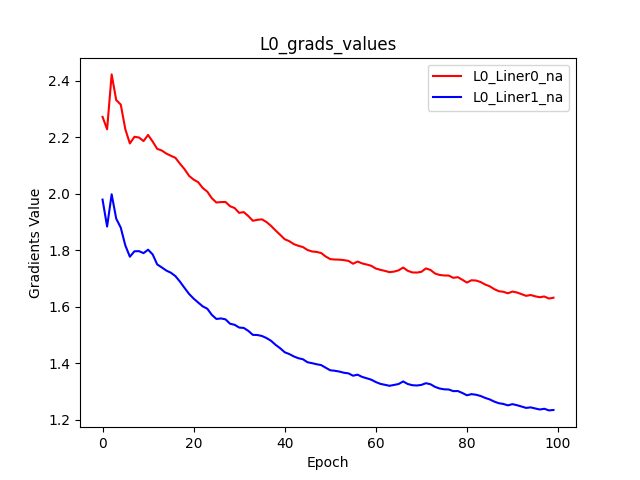 L0_grads_values
L0_Liner0_na
L0_Liner1_na
Gradients Value
2.4
2.2
2.0
1.8
1.6
1.4
1.2
0 20 40 60 80 100
Epoch